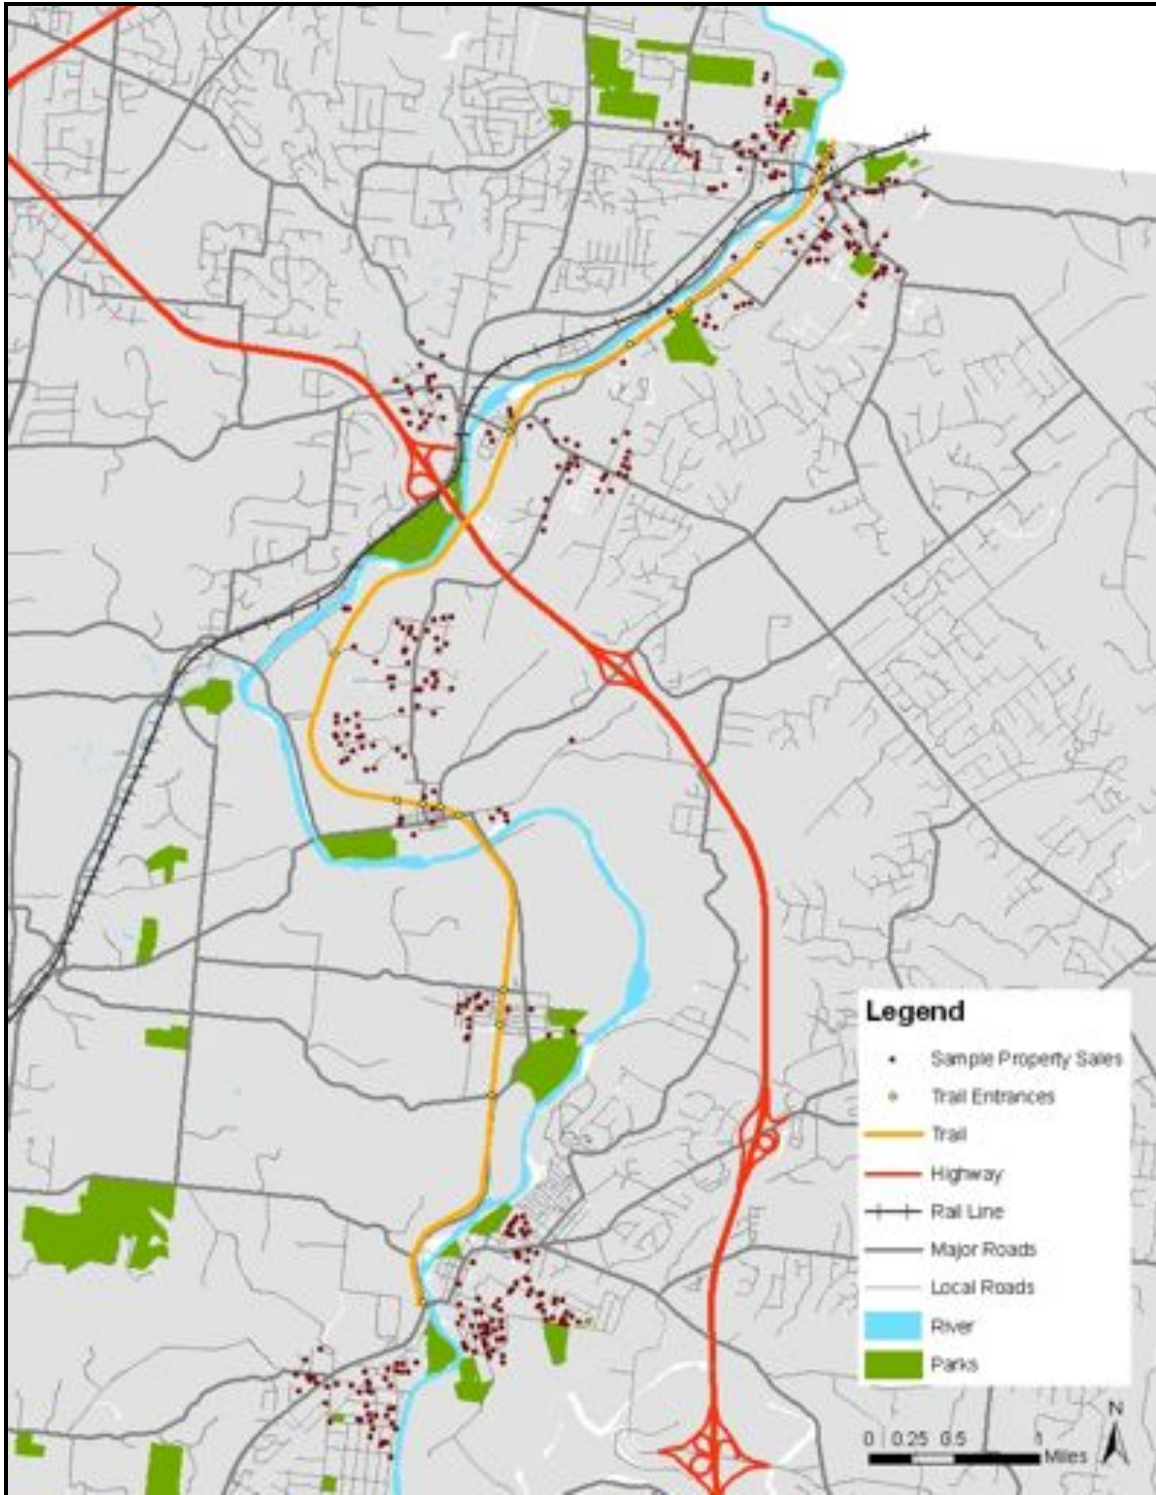 Legend
Sample Property Sales
Trail Entrances
Trail
Highway
Rail Line
Major Roads
Local Roads
River
Parks
N
0 0.25 0.5 1
Miles